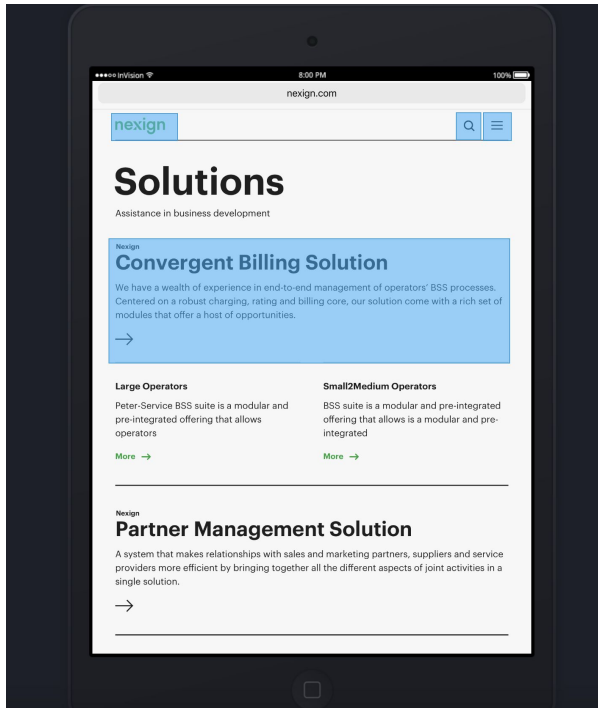 InVision
8:00 PM
100%
nexign.com
nexign
Solutions
Assistance in business development
Nexign
Convergent Billing Solution
We have a wealth of experience in end-to-end management of operators' BSS processes.
Centered on a robust charging, rating and billing core, our solution come with a rich set of
modules that offer a host of opportunities.
Large Operators
Peter-Service BSS suite is a modular and
pre-integrated offering that allows
operators
More
Small2Medium Operators
BSS suite is a modular and pre-integrated
offering that allows is a modular and pre-
integrated
More
Nexign
Partner Management Solution
A system that makes relationships with sales and marketing partners, suppliers and service
providers more efficient by bringing together all the different aspects of joint activities in a
single solution.